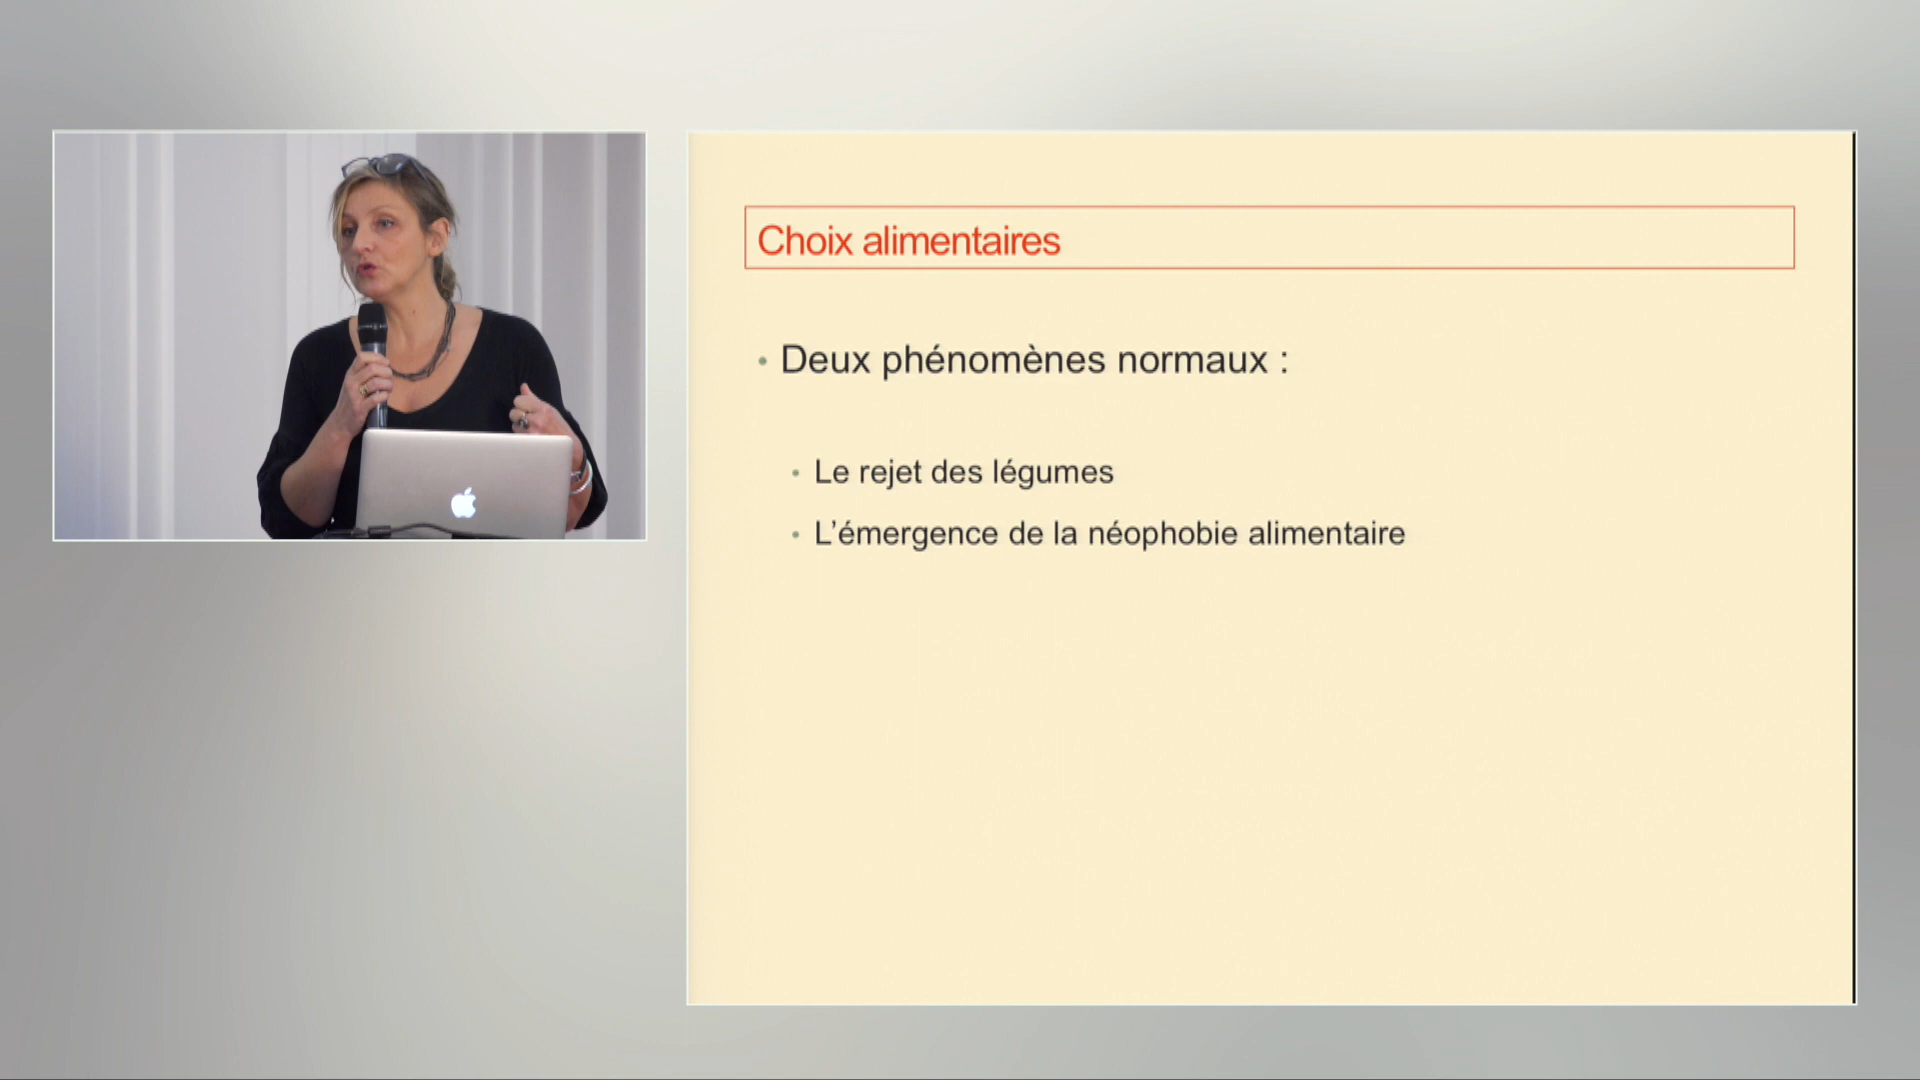 Choix alimentaires
• Deux phénomènes normaux :
• Le rejet des légumes
• L’émergence de la néophobie alimentaire